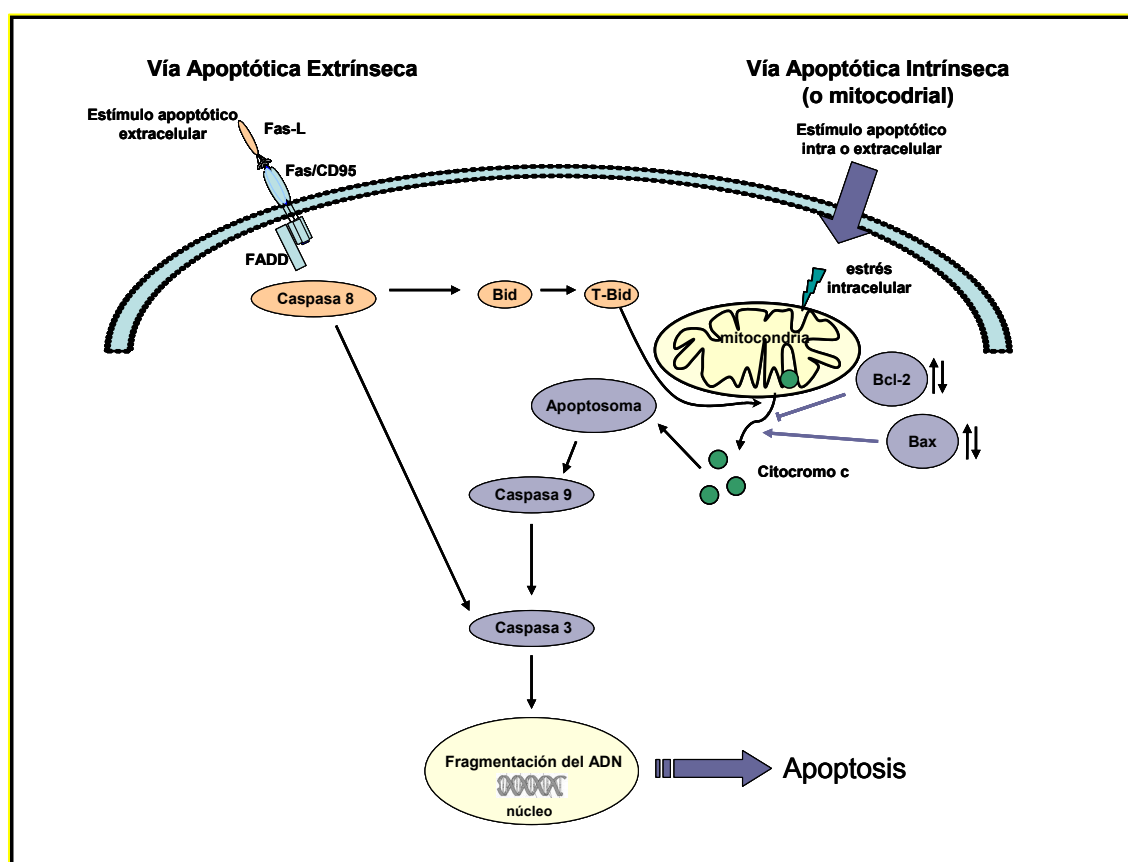 Vía Apoptótica Extrínseca
Vía Apoptótica Intrínseca
(o mitocodrial)
Estímulo apoptótico
extracelular
Fas-L
Estímulo apoptótico
intra o extracelular
Fas/CD95
FADD
estrés
intracelular
Caspasa 8
Bid
T-Bid
mitocondria
Bcl-2
Apoptosoma
Bax
Citocromo c
Caspasa 9
Caspasa 3
Fragmentación del ADN
núcleo
Apoptosis